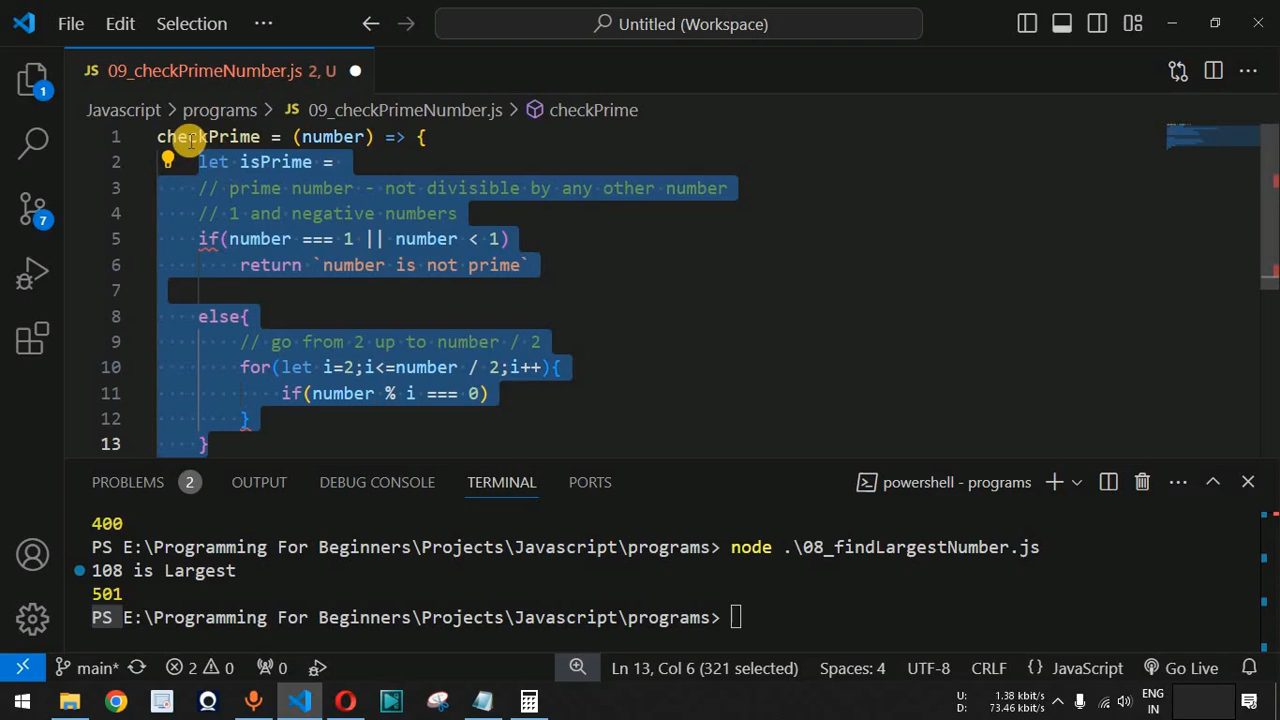 File Edit Selection ··· Untitled (Workspace)
JS 09_checkPrimeNumber.js 2, U
Javascript > programs > JS 09_checkPrimeNumber.js > checkPrime
1 checkPrime = (number) => {
2 let isPrime =
3 // prime number - not divisible by any other number
4 // 1 and negative numbers
5 if(number === 1 || number < 1)
6 return `number is not prime`
7
8 else{
9 // go from 2 up to number / 2
10 for(let i=2;i<=number / 2;i++){
11 if(number % i === 0)
12 }
13 }
1
7
PROBLEMS 2 OUTPUT DEBUG CONSOLE TERMINAL PORTS powershell - programs
400
PS E:\Programming For Beginners\Projects\Javascript\programs> node .\08_findLargestNumber.js
108 is Largest
501
PS E:\Programming For Beginners\Projects\Javascript\programs>
main* 2 0 0 Ln 13, Col 6 (321 selected) Spaces: 4 UTF-8 CRLF {} JavaScript Go Live
U: 1.38 kbit/s
D: 73.46 kbit/s
ENG
IN